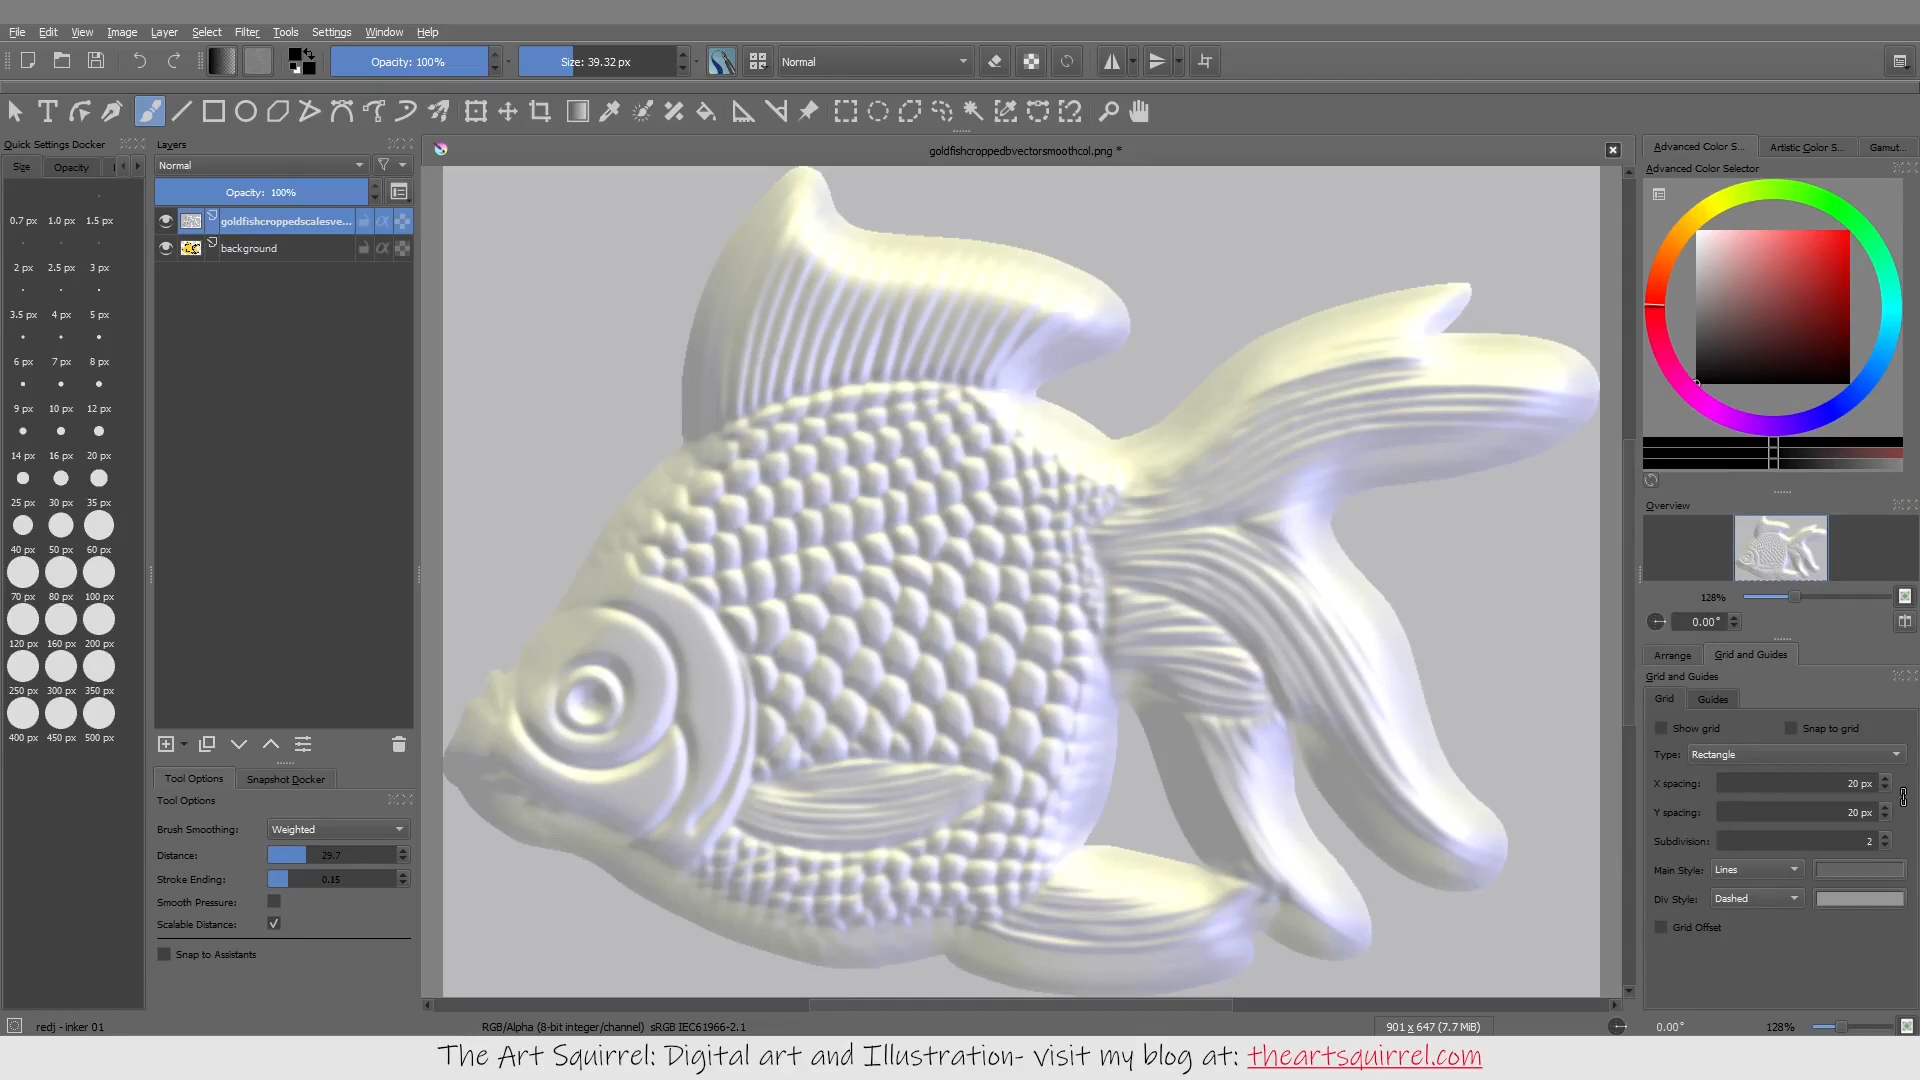 File Edit View Image Layer Select Filter Tools Settings Window Help
Opacity: 100% Size: 39.32 px Normal
Quick Settings Docker
Size Opacity
0.7 px 1.0 px 1.5 px
2 px 2.5 px 3 px
3.5 px 4 px 5 px
6 px 7 px 8 px
9 px 10 px 12 px
14 px 16 px 20 px
25 px 30 px 35 px
40 px 50 px 60 px
70 px 80 px 100 px
120 px 160 px 200 px
250 px 300 px 350 px
400 px 450 px 500 px
Layers
Normal
Opacity: 100%
goldfishcroppedscalesve...
background
Tool Options Snapshot Docker
Tool Options
Brush Smoothing: Weighted
Distance: 29.7
Stroke Ending: 0.15
Smooth Pressure:
Scalable Distance:
Snap to Assistants
goldfishcroppedbvectorsmoothcol.png *
Advanced Color S... Artistic Color S... Gamut...
Advanced Color Selector
Overview
128%
0.00°
Arrange Grid and Guides
Grid and Guides
Grid Guides
Show grid Snap to grid
Type: Rectangle
X spacing: 20 px
Y spacing: 20 px
Subdivision: 2
Main Style: Lines
Div Style: Dashed
Grid Offset
redj - inker 01 RGB/Alpha (8-bit integer/channel) sRGB IEC61966-2.1 901 x 647 (7.7 MiB) 0.00° 128%
The Art Squirrel: Digital art and Illustration- visit my blog at: theartsquirrel.com